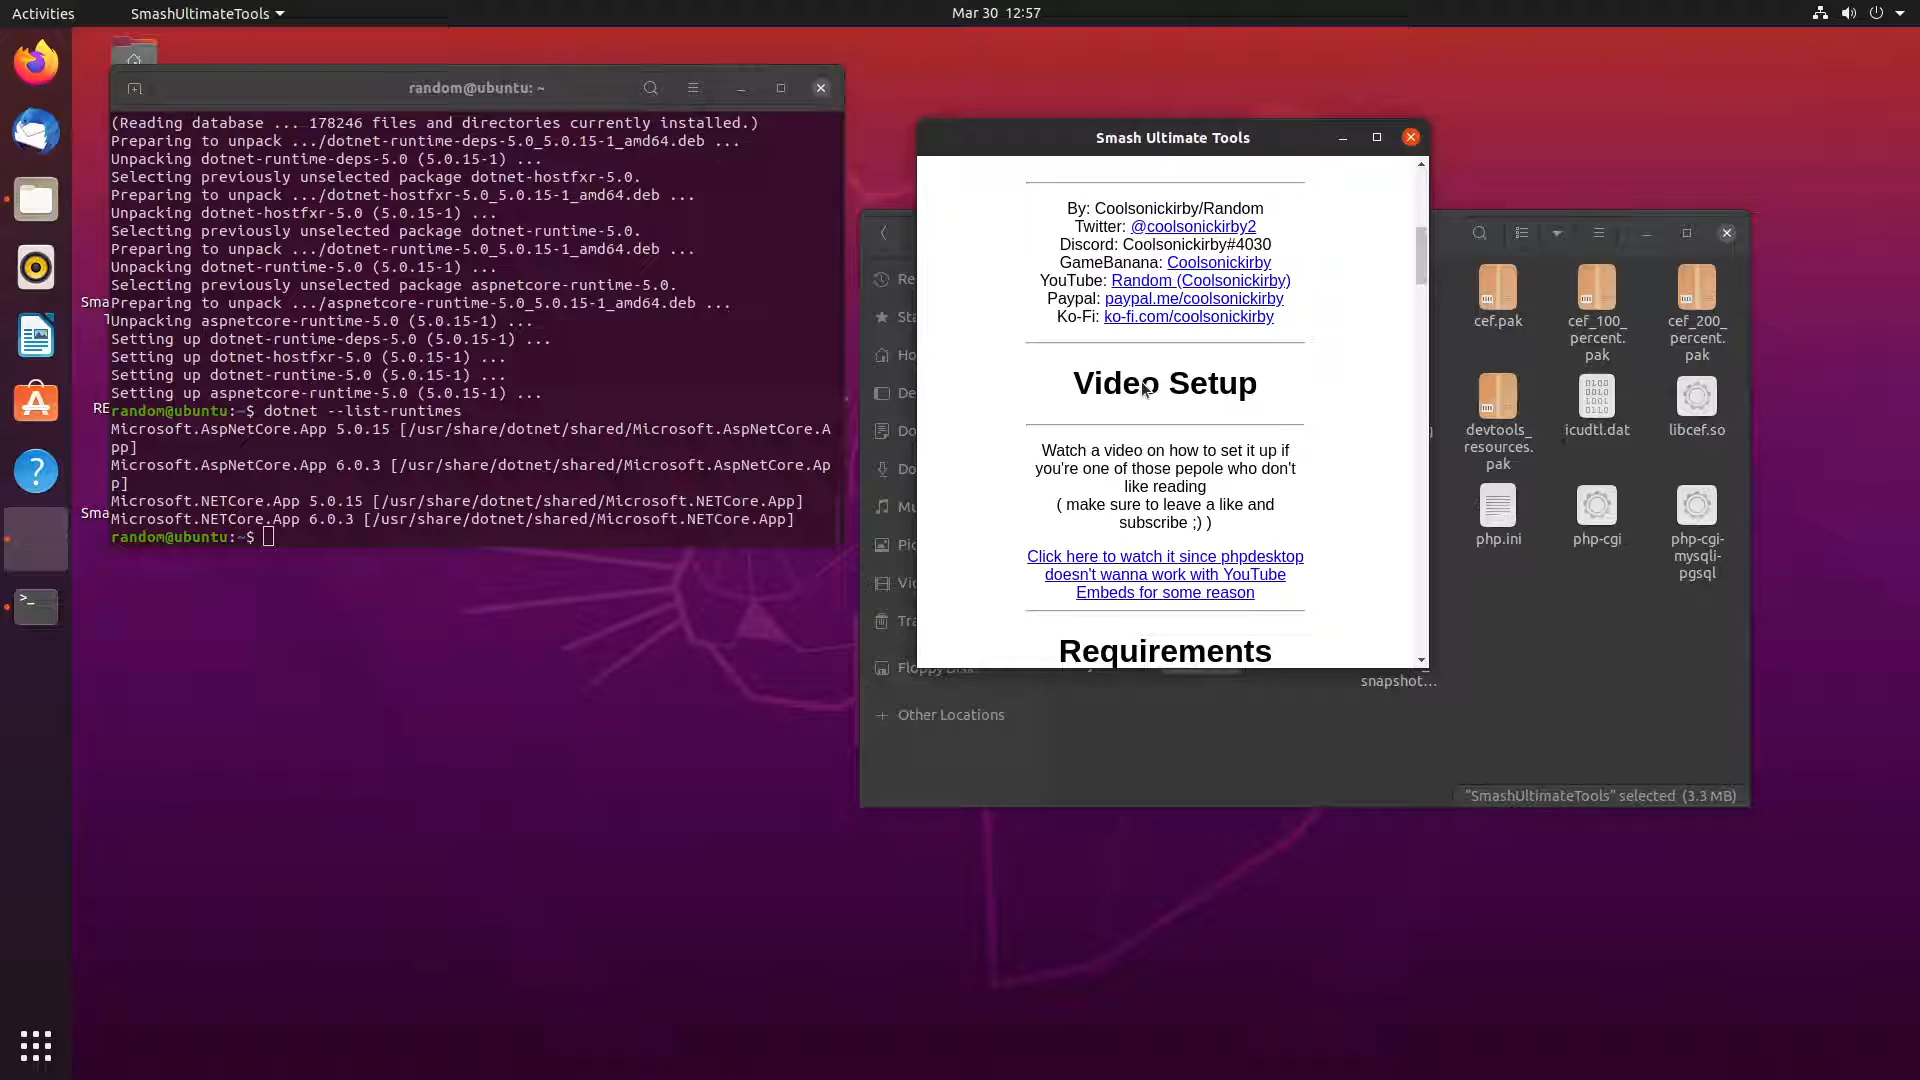 Activities
SmashUltimateTools
Mar 30 12:57
random@ubuntu: ~
(Reading database ... 178246 files and directories currently installed.)
Preparing to unpack .../dotnet-runtime-deps-5.0_5.0.15-1_amd64.deb ...
Unpacking dotnet-runtime-deps-5.0 (5.0.15-1) ...
Selecting previously unselected package dotnet-hostfxr-5.0.
Preparing to unpack .../dotnet-hostfxr-5.0_5.0.15-1_amd64.deb ...
Unpacking dotnet-hostfxr-5.0 (5.0.15-1) ...
Selecting previously unselected package dotnet-runtime-5.0.
Preparing to unpack .../dotnet-runtime-5.0_5.0.15-1_amd64.deb ...
Unpacking dotnet-runtime-5.0 (5.0.15-1) ...
Selecting previously unselected package aspnetcore-runtime-5.0.
Preparing to unpack .../aspnetcore-runtime-5.0_5.0.15-1_amd64.deb ...
Unpacking aspnetcore-runtime-5.0 (5.0.15-1) ...
Setting up dotnet-runtime-deps-5.0 (5.0.15-1) ...
Setting up dotnet-hostfxr-5.0 (5.0.15-1) ...
Setting up dotnet-runtime-5.0 (5.0.15-1) ...
Setting up aspnetcore-runtime-5.0 (5.0.15-1) ...
random@ubuntu:~$ dotnet --list-runtimes
Microsoft.AspNetCore.App 5.0.15 [/usr/share/dotnet/shared/Microsoft.AspNetCore.A
pp]
Microsoft.AspNetCore.App 6.0.3 [/usr/share/dotnet/shared/Microsoft.AspNetCore.Ap
p]
Microsoft.NETCore.App 5.0.15 [/usr/share/dotnet/shared/Microsoft.NETCore.App]
Microsoft.NETCore.App 6.0.3 [/usr/share/dotnet/shared/Microsoft.NETCore.App]
random@ubuntu:~$
Sma
RE
Sma
Smash Ultimate Tools
By: Coolsonickirby/Random
Twitter: @coolsonickirby2
Discord: Coolsonickirby#4030
GameBanana: Coolsonickirby
YouTube: Random (Coolsonickirby)
Paypal: paypal.me/coolsonickirby
Ko-Fi: ko-fi.com/coolsonickirby
Video Setup
Watch a video on how to set it up if
you're one of those pepole who don't
like reading
( make sure to leave a like and
subscribe ;) )
Click here to watch it since phpdesktop
doesn't wanna work with YouTube
Embeds for some reason
Requirements
Re
Sta
Ho
De
Do
Do
Mu
Pic
Vi
Tra
Floppy Disk
Other Locations
cef.pak
cef_100_
percent.
pak
cef_200_
percent.
pak
devtools_
resources.
pak
icudtl.dat
libcef.so
php.ini
php-cgi
php-cgi-
mysqli-
pgsql
snapshot...
"SmashUltimateTools" selected (3.3 MB)